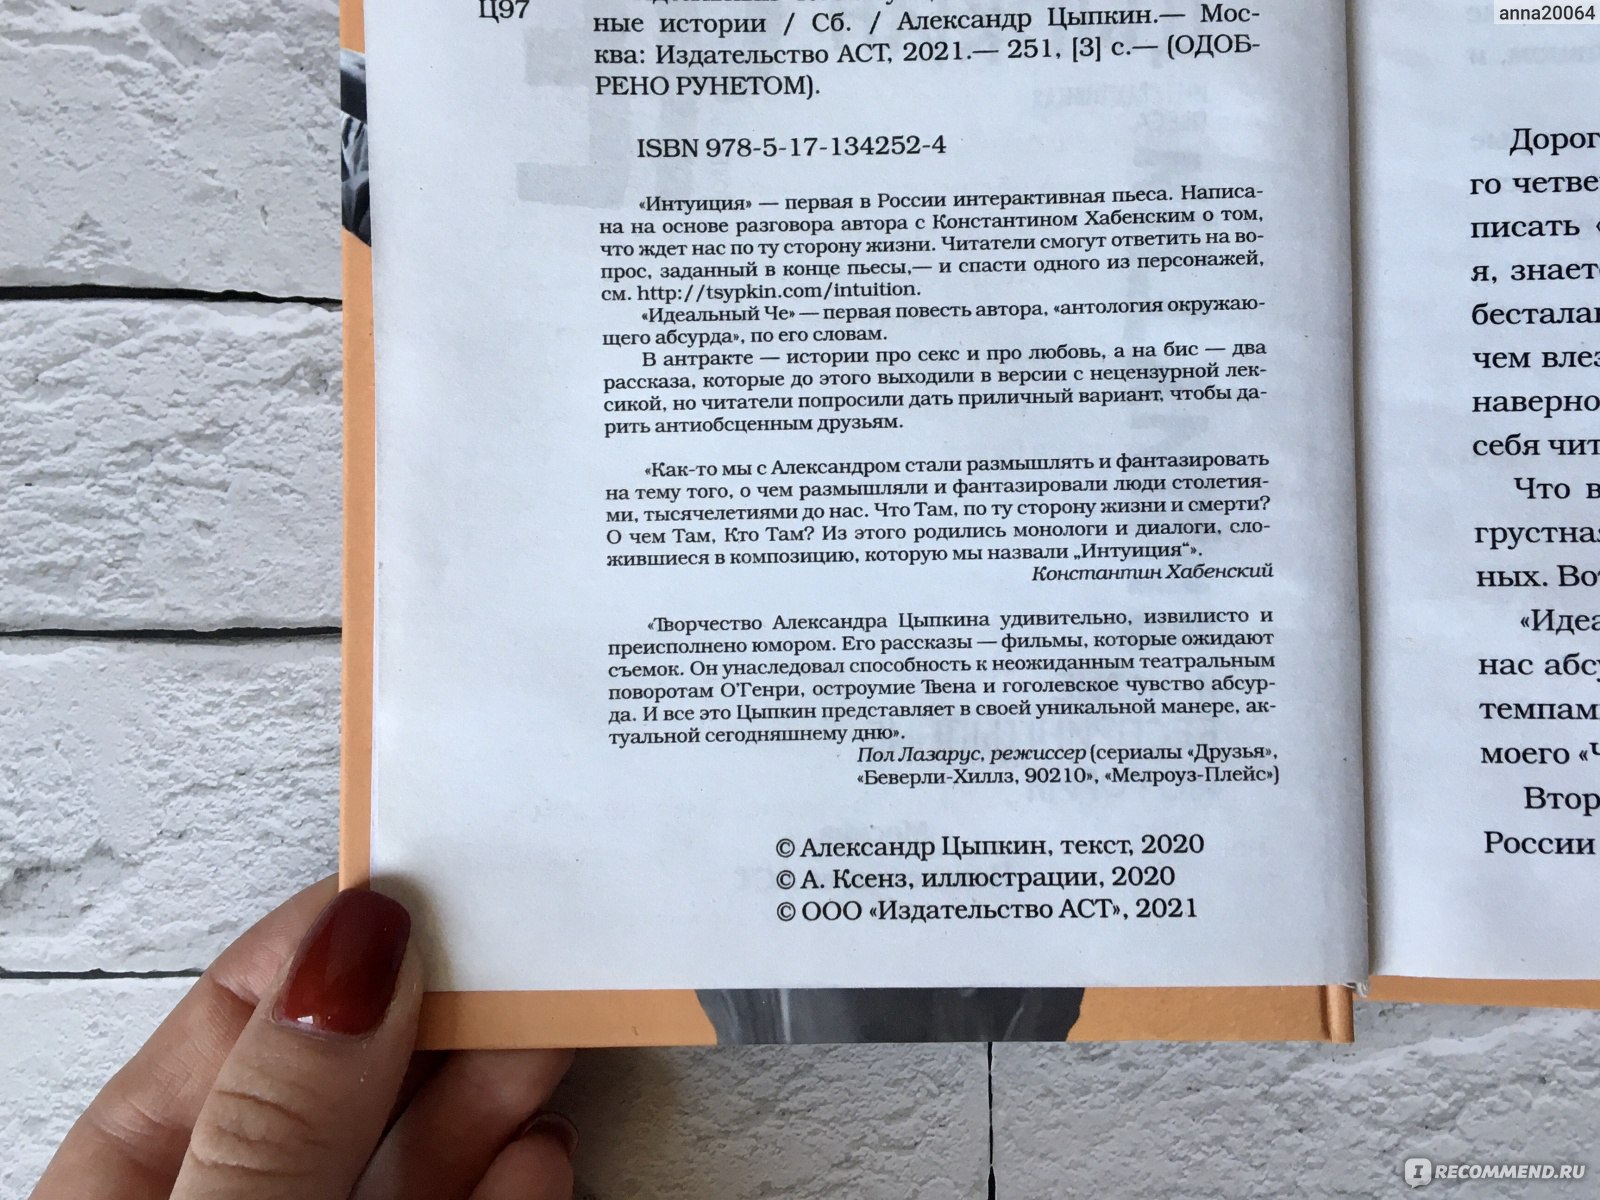 anna20064
Ц97
ные истории / Сб. / Александр Цыпкин.— Мос-
ква: Издательство АСТ, 2021.— 251, [3] с.— (ОДОБ-
РЕНО РУНЕТОМ).
ISBN 978-5-17-134252-4
«Интуиция» — первая в России интерактивная пьеса. Написа-
на на основе разговора автора с Константином Хабенским о том,
что ждет нас по ту сторону жизни. Читатели смогут ответить на во-
прос, заданный в конце пьесы,— и спасти одного из персонажей,
см. http://tsypkin.com/intuition.
«Идеальный Че» — первая повесть автора, «антология окружаю-
щего абсурда», по его словам.
В антракте — истории про секс и про любовь, а на бис — два
рассказа, которые до этого выходили в версии с нецензурной лек-
сикой, но читатели попросили дать приличный вариант, чтобы да-
рить антиобсценным друзьям.
«Как-то мы с Александром стали размышлять и фантазировать
на тему того, о чем размышляли и фантазировали люди столетия-
ми, тысячелетиями до нас. Что Там, по ту сторону жизни и смерти?
О чем Там, Кто Там? Из этого родились монологи и диалоги, сло-
жившиеся в композицию, которую мы назвали „Интуиция“».
Константин Хабенский
«Творчество Александра Цыпкина удивительно, извилисто и
преисполнено юмором. Его рассказы — фильмы, которые ожидают
съемок. Он унаследовал способность к неожиданным театральным
поворотам О'Генри, остроумие Твена и гоголевское чувство абсур-
да. И все это Цыпкин представляет в своей уникальной манере, ак-
туальной сегодняшнему дню».
Пол Лазарус, режиссер (сериалы «Друзья»,
«Беверли-Хиллз, 90210», «Мелроуз-Плейс»)
© Александр Цыпкин, текст, 2020
© А. Ксенз, иллюстрации, 2020
© ООО «Издательство АСТ», 2021
Дорог
го четве
писать «
я, знает
бестала
чем влез
наверно
себя чит
Что в
грустна
ных. Во
«Идеа
нас абсу
темпам
моего «Ч
Втор
России
RECOMMEND.RU